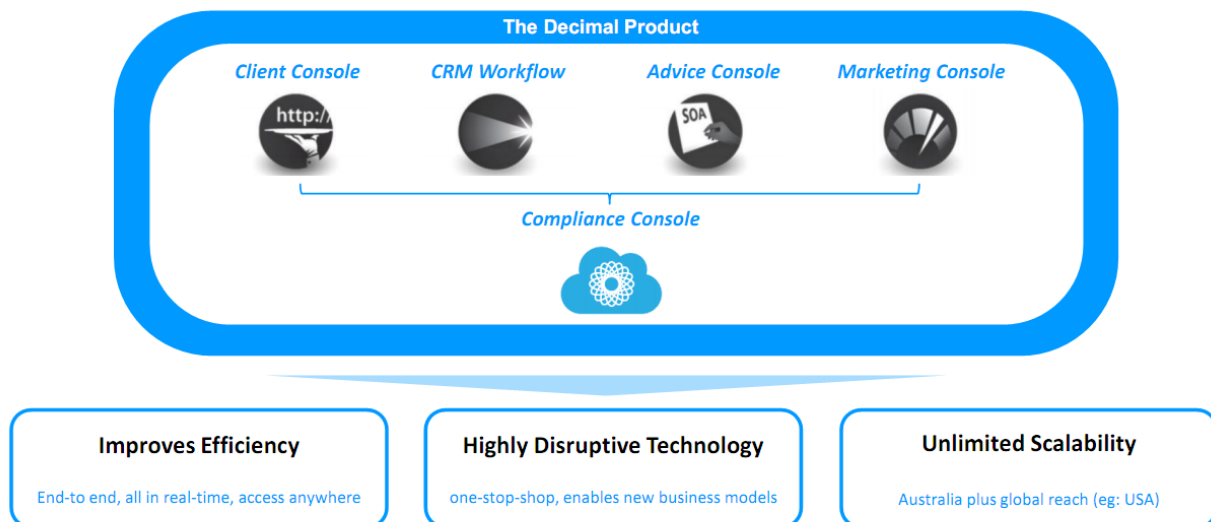 The Decimal Product
Client Console CRM Workflow Advice Console Marketing Console
http:/ SOA
Compliance Console
Improves Efficiency Highly Disruptive Technology Unlimited Scalability
End-to end, all in real-time, access anywhere one-stop-shop, enables new business models Australia plus global reach (eg: USA)